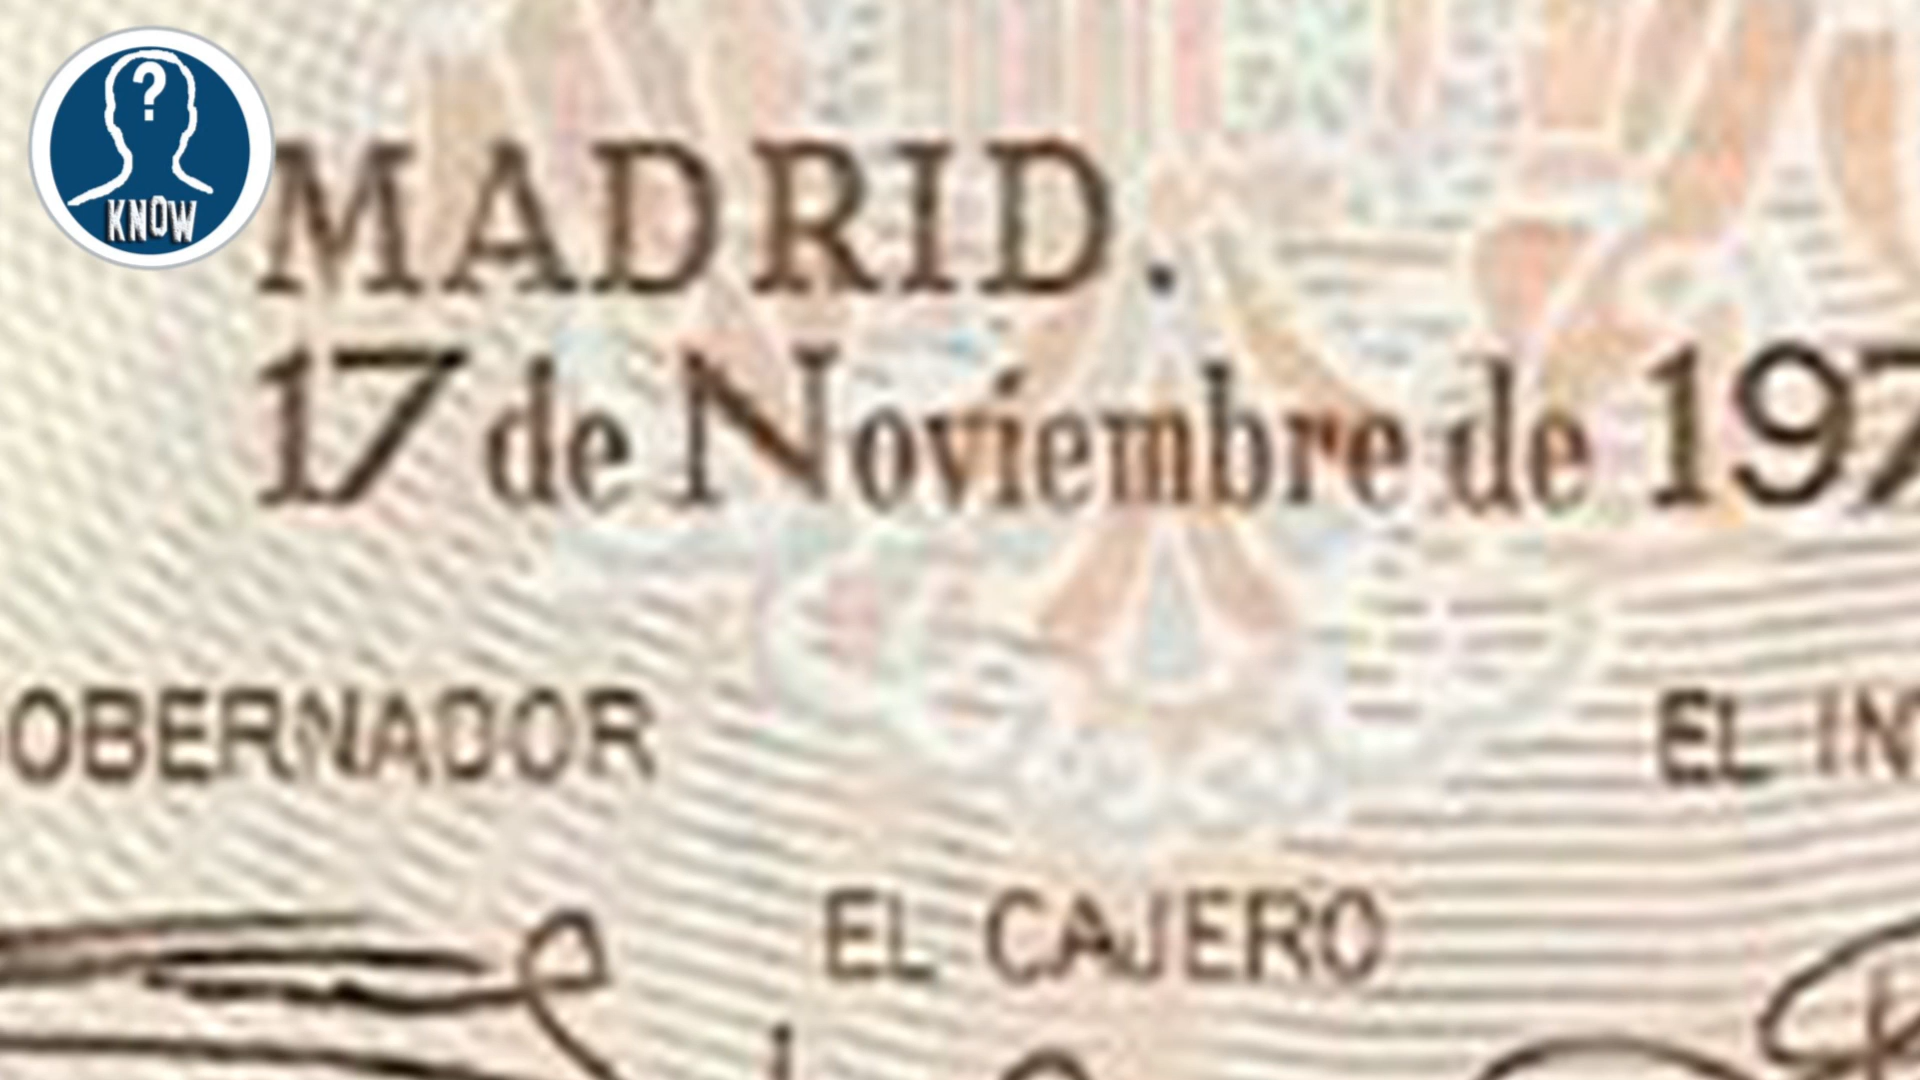 ?
KNOW
MADRID.
17 de Noviembre de 197
OBERNADOR
EL IN
EL CAJERO